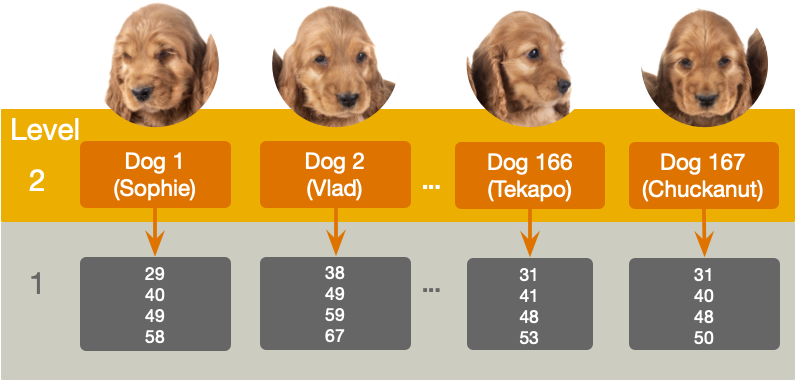 Level
2
Dog 1
(Sophie)
Dog 2
(Vlad)
...
Dog 166
(Tekapo)
Dog 167
(Chuckanut)
1
29
40
49
58
38
49
59
67
...
31
41
48
53
31
40
48
50